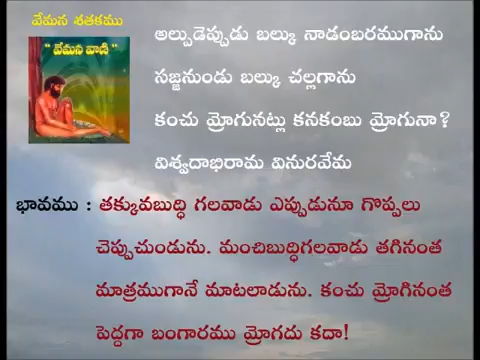 వేమన శతకము
" వేమన వాణి "
అల్పుడెప్పుడు బల్కు నాడంబరముగాను
సజ్జనుండు బల్కు చల్లగాను
కంచు మ్రోగునట్లు కనకంబు మ్రోగునా?
విశ్వదాభిరామ వినురవేమ
భావము : తక్కువబుద్ధి గలవాడు ఎప్పుడునూ గొప్పలు
చెప్పుచుండును. మంచిబుద్ధిగలవాడు తగినంత
మాత్రముగానే మాటలాడును. కంచు మ్రోగినంత
పెద్దగా బంగారము మ్రోగదు కదా!